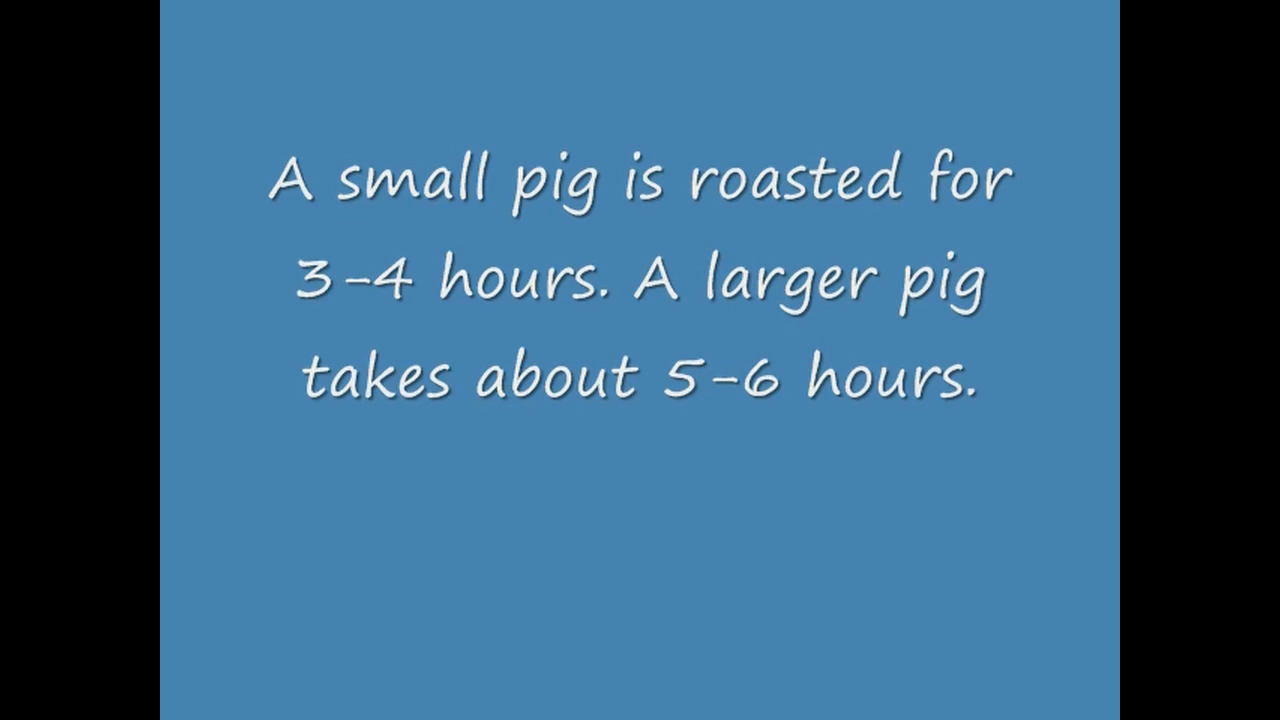 A small pig is roasted for
3-4 hours. A larger pig
takes about 5-6 hours.